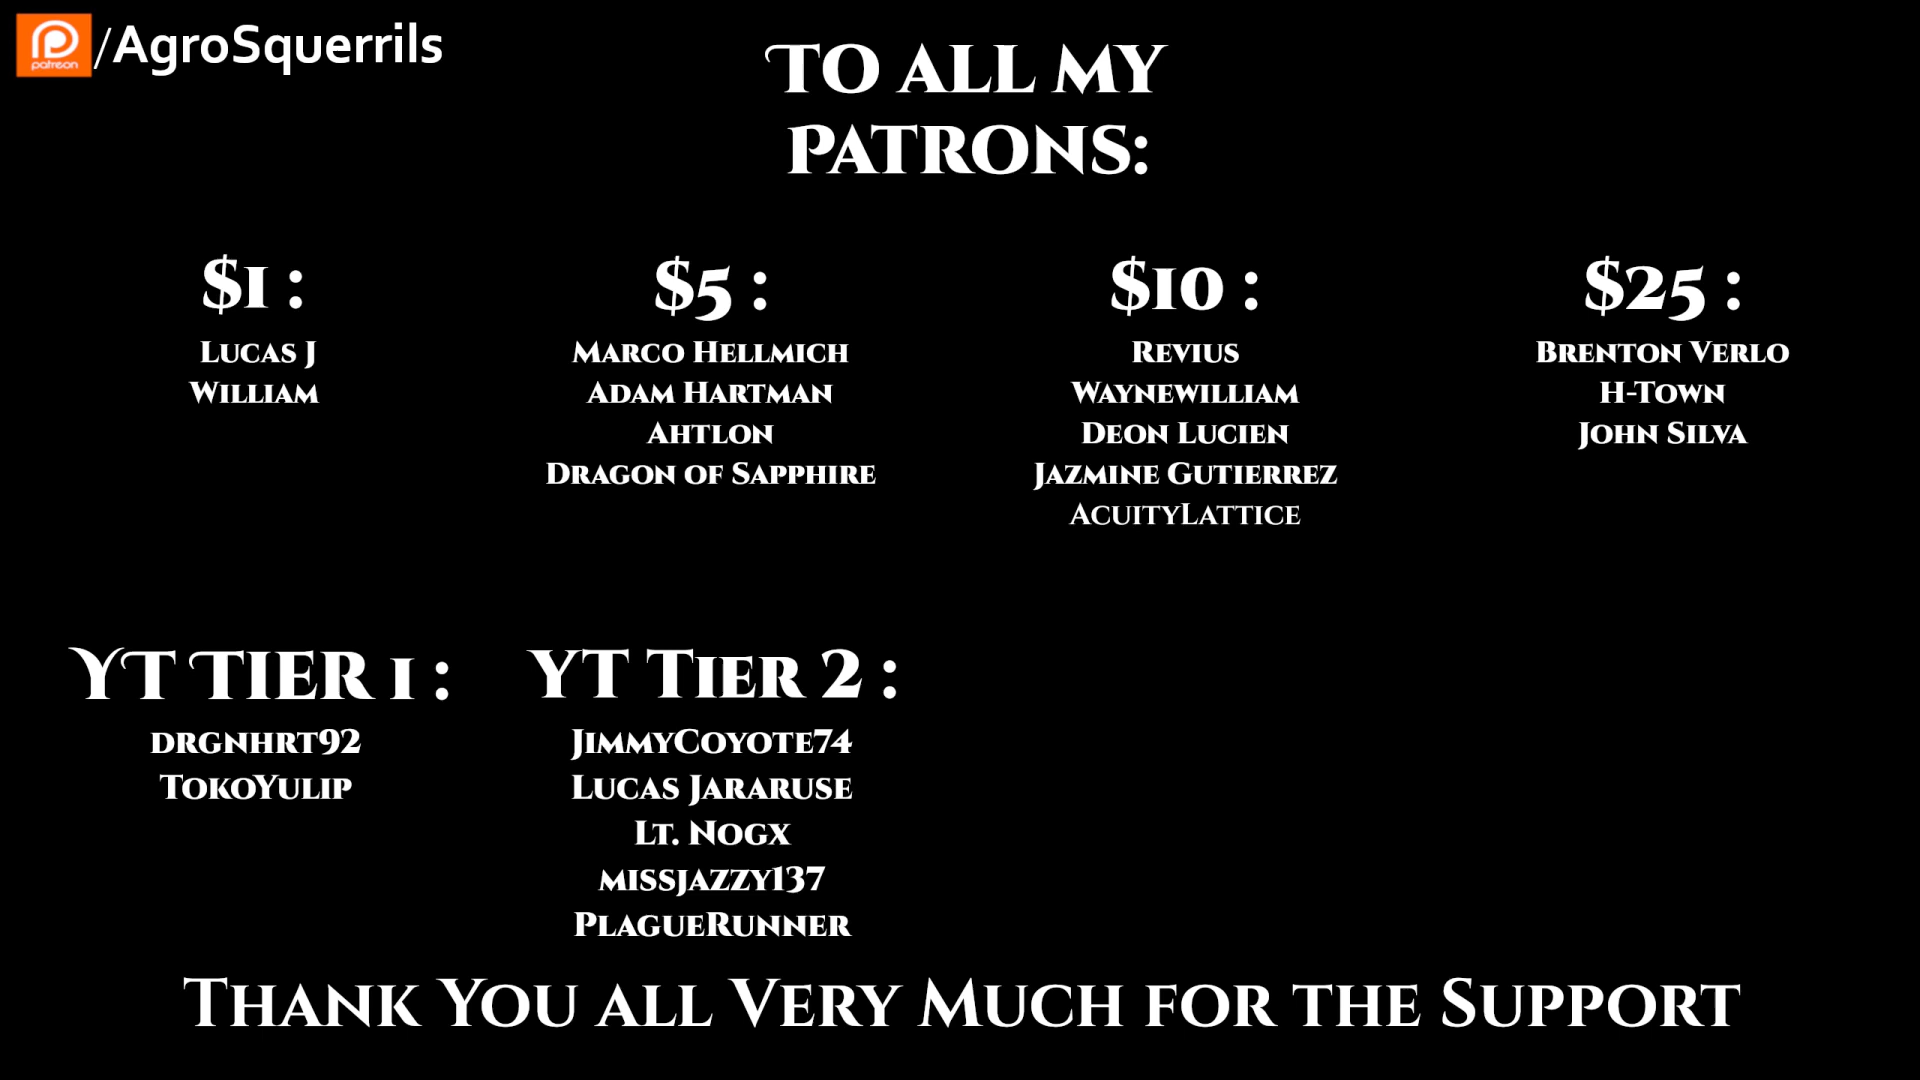 patreon
/AgroSquerrils
To all my
Patrons:
$1 :
Lucas J
William
$5 :
Marco Hellmich
Adam Hartman
Ahtlon
Dragon of Sapphire
$10 :
Revius
Waynewilliam
Deon Lucien
Jazmine Gutierrez
AcuityLattice
$25 :
Brenton Verlo
H-Town
John Silva
YT Tier 1 :
drgnhrt92
TokoYulip
YT Tier 2 :
JimmyCoyote74
Lucas Jararuse
Lt. Nogx
missjazzy137
PlagueRunner
Thank You all Very Much for the Support